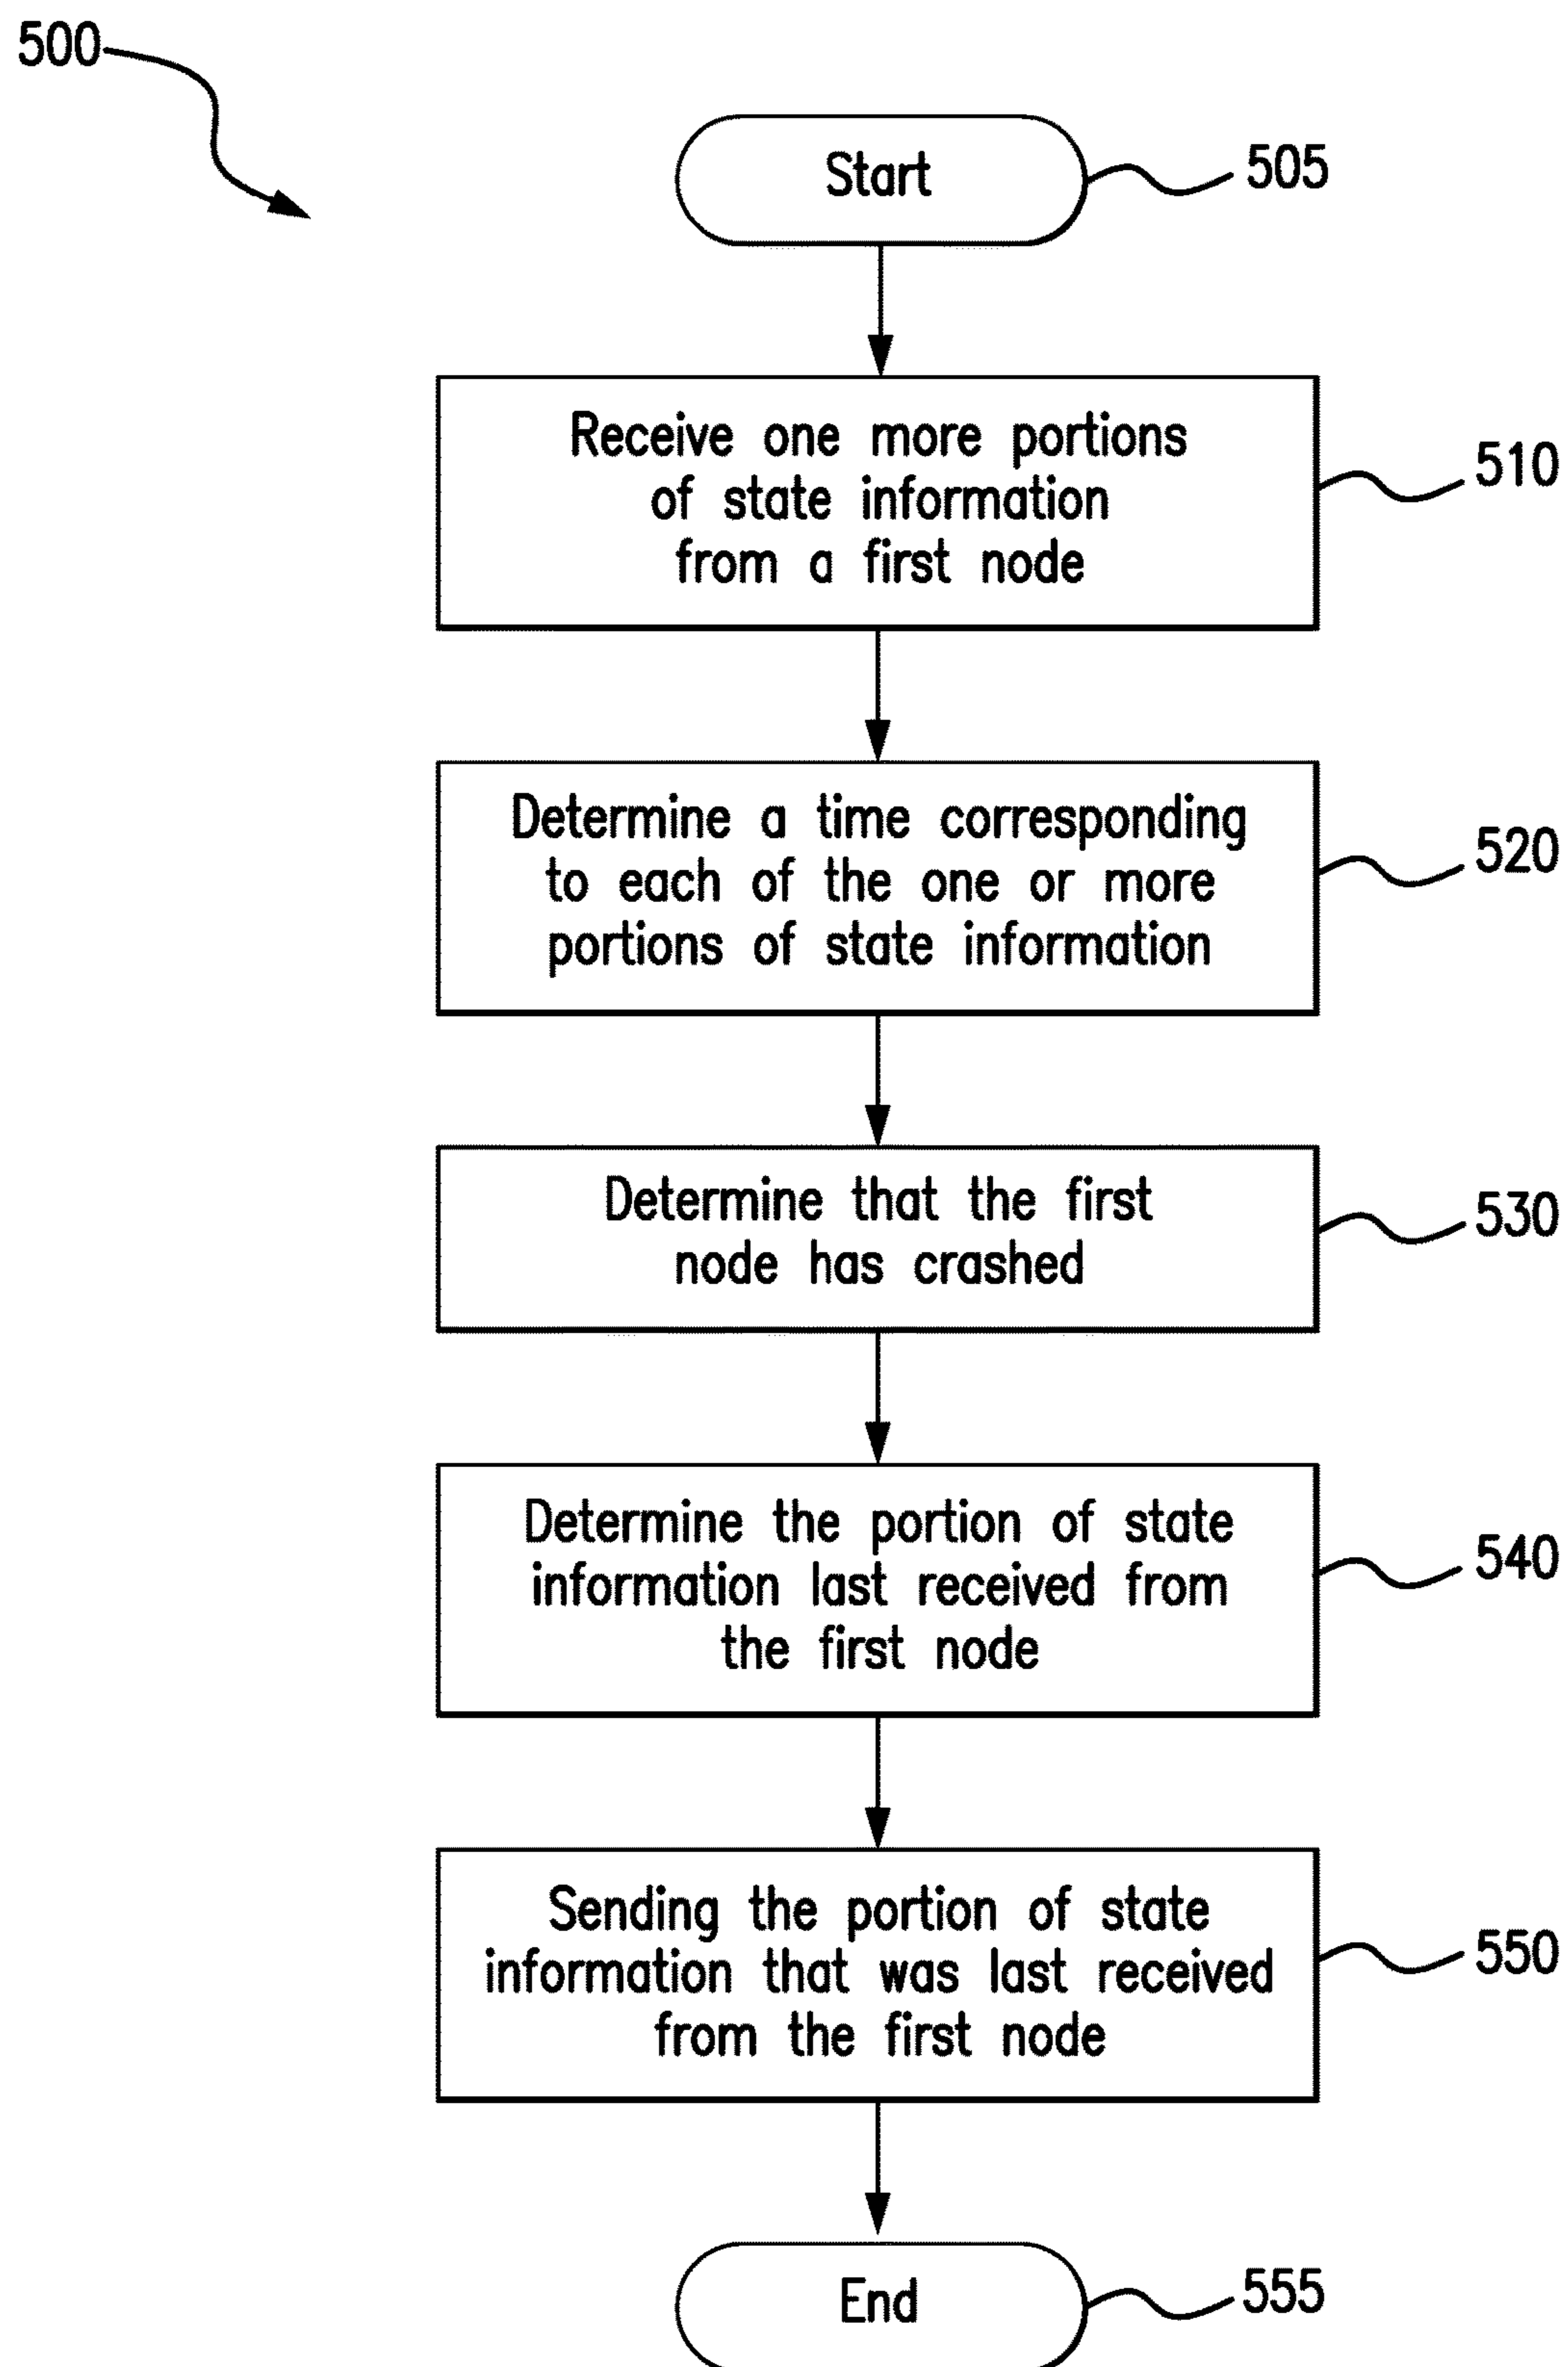 500
Start
505
Receive one more portions
of state information
from a first node
510
Determine a time corresponding
to each of the one or more
portions of state information
520
Determine that the first
node has crashed
530
Determine the portion of state
information last received from
the first node
540
Sending the portion of state
information that was last received
from the first node
550
End
555